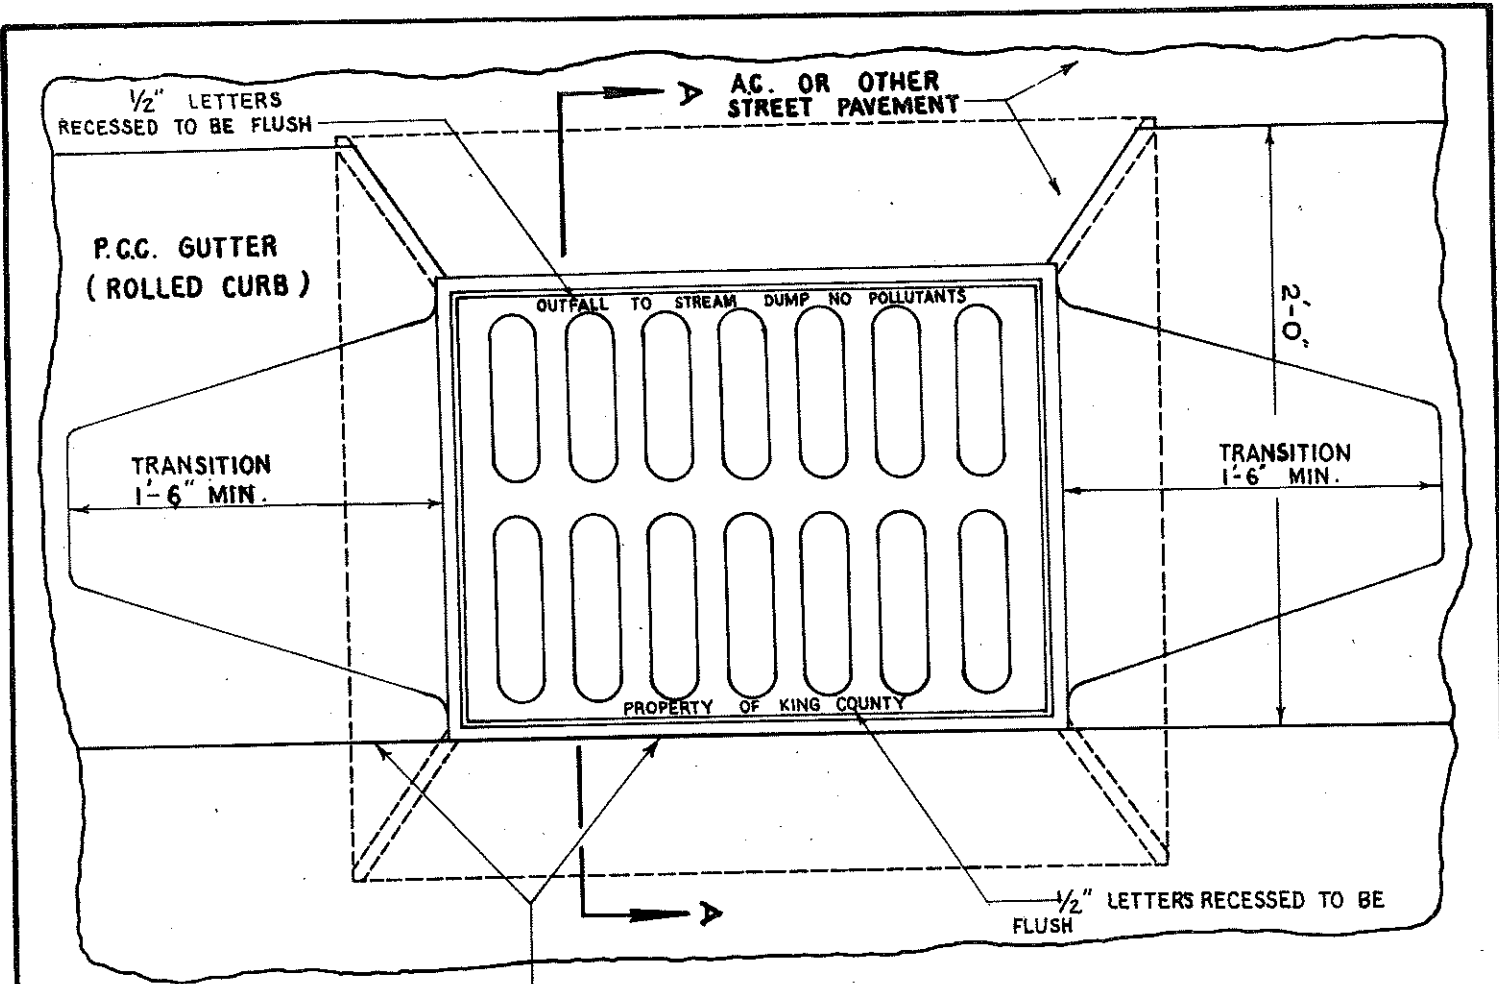 1/2" LETTERS
RECESSED TO BE FLUSH
A
A.C. OR OTHER
STREET PAVEMENT
P.C.C. GUTTER
(ROLLED CURB)
OUTFALL TO STREAM DUMP NO POLLUTANTS
2'-0"
TRANSITION
1'-6" MIN.
TRANSITION
1'-6" MIN.
PROPERTY OF KING COUNTY
1/2" LETTERS RECESSED TO BE
FLUSH
A